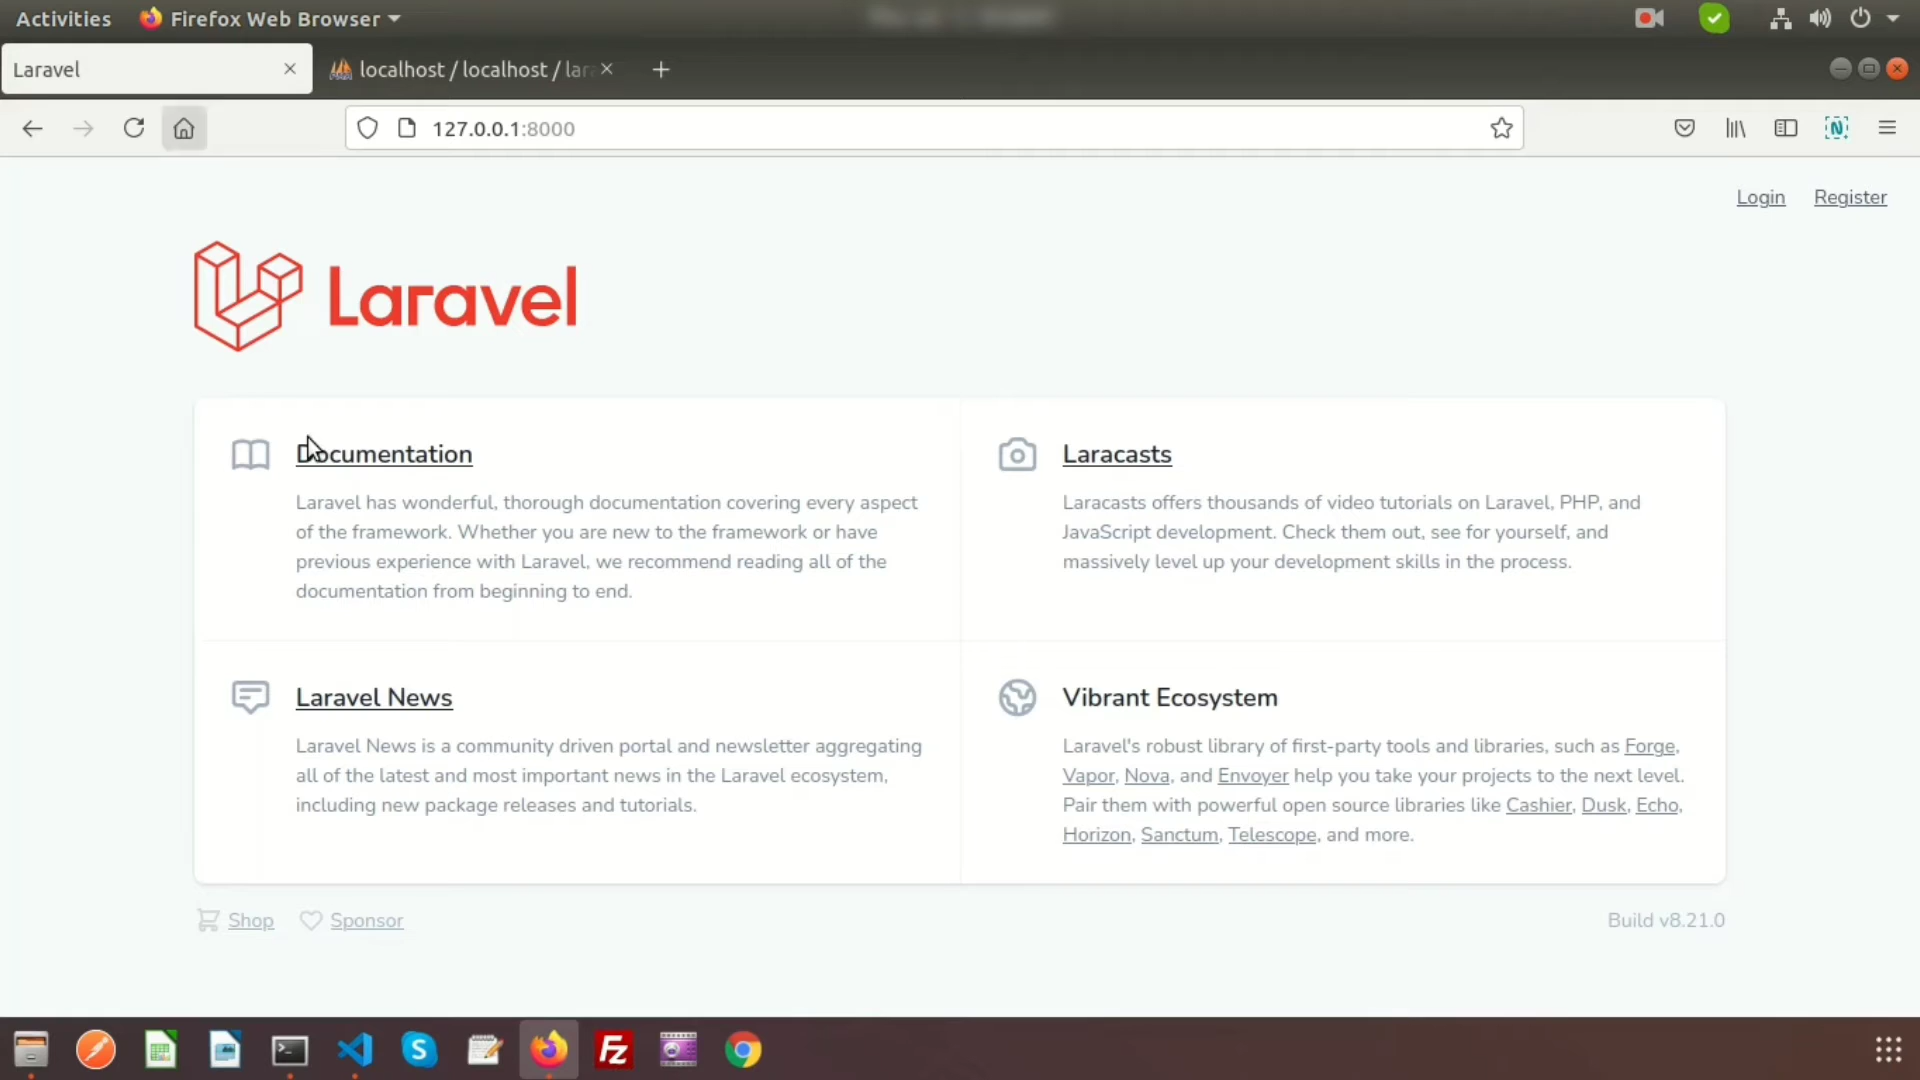 Activities Firefox Web Browser
Laravel localhost / localhost / lar
127.0.0.1:8000
Login Register
Laravel
Documentation
Laravel has wonderful, thorough documentation covering every aspect
of the framework. Whether you are new to the framework or have
previous experience with Laravel, we recommend reading all of the
documentation from beginning to end.
Laracasts
Laracasts offers thousands of video tutorials on Laravel, PHP, and
JavaScript development. Check them out, see for yourself, and
massively level up your development skills in the process.
Laravel News
Laravel News is a community driven portal and newsletter aggregating
all of the latest and most important news in the Laravel ecosystem,
including new package releases and tutorials.
Vibrant Ecosystem
Laravel's robust library of first-party tools and libraries, such as Forge,
Vapor, Nova, and Envoyer help you take your projects to the next level.
Pair them with powerful open source libraries like Cashier, Dusk, Echo,
Horizon, Sanctum, Telescope, and more.
Shop Sponsor
Build v8.21.0